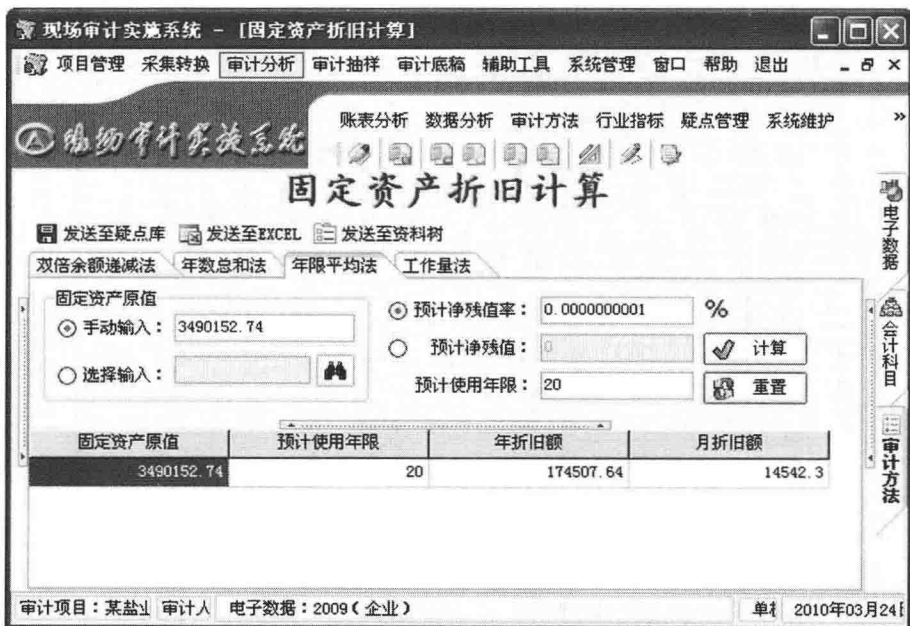 现场审计实施系统 - [固定资产折旧计算]
项目管理 采集转换 审计分析 审计抽样 审计底稿 辅助工具 系统管理 窗口 帮助 退出
现场审计实施系统
账表分析 数据分析 审计方法 行业指标 疑点管理 系统维护 »
固定资产折旧计算
发送至疑点库 发送至EXCEL 发送至资料树
双倍余额递减法 年数总和法 年限平均法 工作量法
固定资产原值
手动输入： 3490152.74
选择输入：
预计净残值率： 0.0000000001 %
预计净残值： 0 计算
预计使用年限： 20 重置
固定资产原值 预计使用年限 年折旧额 月折旧额
3490152.74 20 174507.64 14542.3
电子数据
会计科目
审计方法
审计项目：某盐业 审计人 电子数据：2009（企业） 2010年03月24日